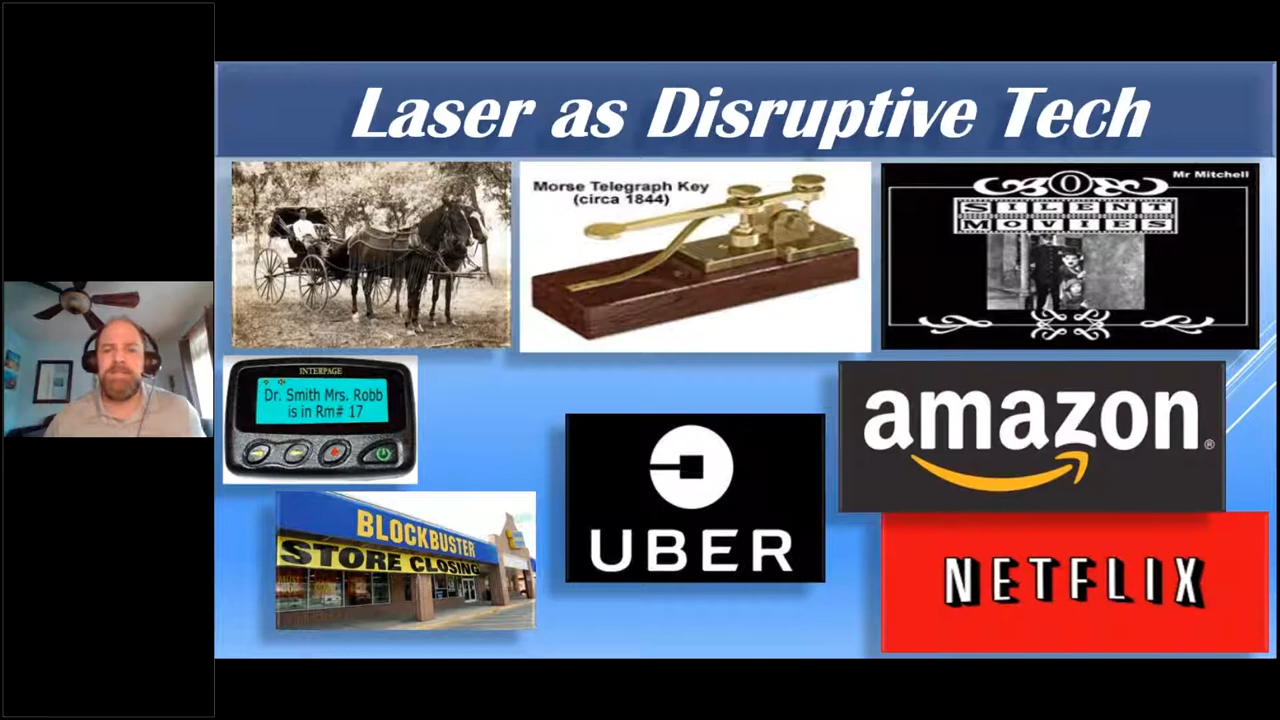 Laser as Disruptive Tech
Morse Telegraph Key
(circa 1844)
Mr Mitchell
SILENT
MOVIES
INTERPAGE
Dr. Smith Mrs. Robb
is in Rm# 17
BLOCKBUSTER
STORE CLOSING
UBER
amazon®
NETFLIX